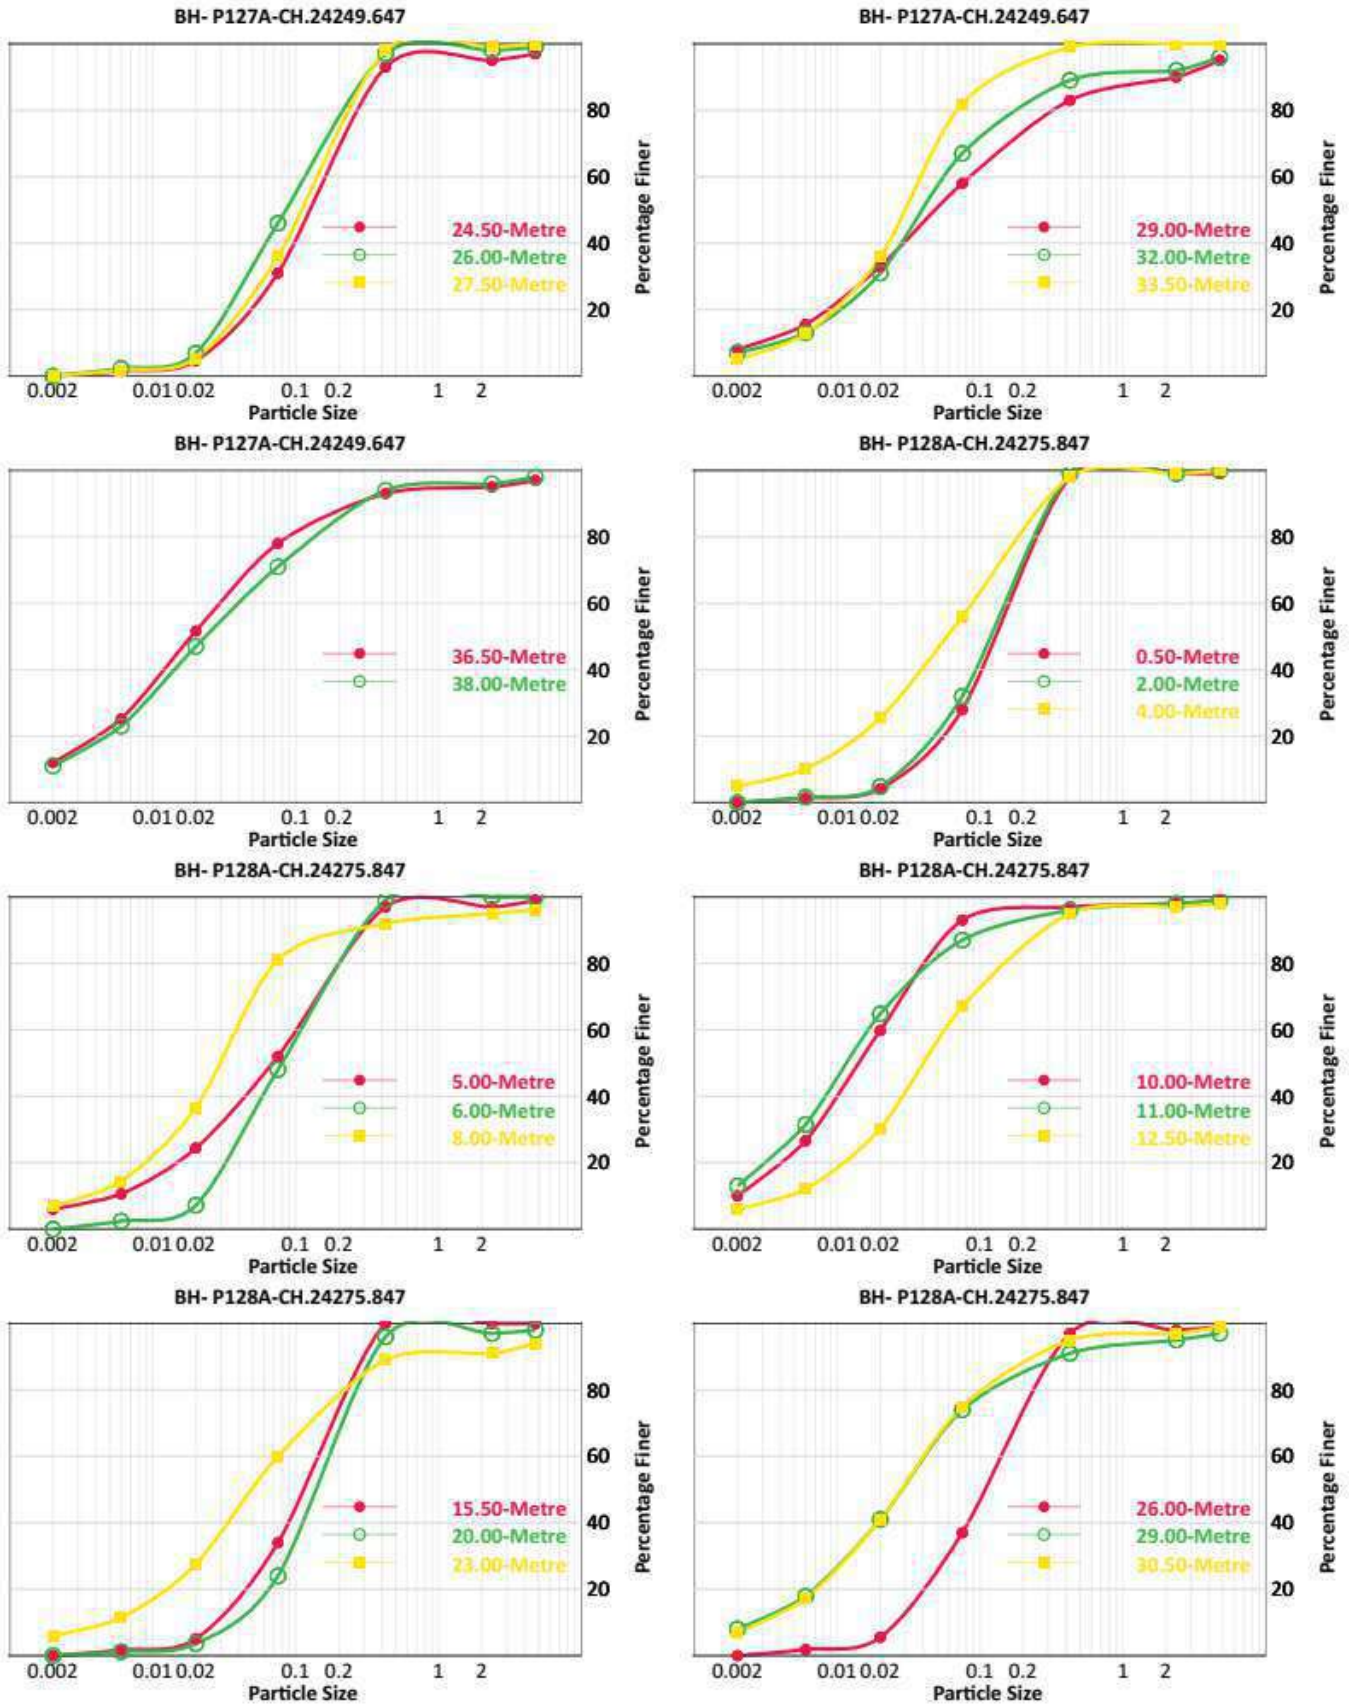 BH- P127A-CH.24249.647
80
60
40
20
Percentage Finer
24.50-Metre
26.00-Metre
27.50-Metre
0.002 0.01 0.02 0.1 0.2 1 2
Particle Size
BH- P127A-CH.24249.647
80
60
40
20
Percentage Finer
29.00-Metre
32.00-Metre
33.50-Metre
0.002 0.01 0.02 0.1 0.2 1 2
Particle Size
BH- P127A-CH.24249.647
80
60
40
20
Percentage Finer
36.50-Metre
38.00-Metre
0.002 0.01 0.02 0.1 0.2 1 2
Particle Size
BH- P128A-CH.24275.847
80
60
40
20
Percentage Finer
0.50-Metre
2.00-Metre
4.00-Metre
0.002 0.01 0.02 0.1 0.2 1 2
Particle Size
BH- P128A-CH.24275.847
80
60
40
20
Percentage Finer
5.00-Metre
6.00-Metre
8.00-Metre
0.002 0.01 0.02 0.1 0.2 1 2
Particle Size
BH- P128A-CH.24275.847
80
60
40
20
Percentage Finer
10.00-Metre
11.00-Metre
12.50-Metre
0.002 0.01 0.02 0.1 0.2 1 2
Particle Size
BH- P128A-CH.24275.847
80
60
40
20
Percentage Finer
15.50-Metre
20.00-Metre
23.00-Metre
0.002 0.01 0.02 0.1 0.2 1 2
Particle Size
BH- P128A-CH.24275.847
80
60
40
20
Percentage Finer
26.00-Metre
29.00-Metre
30.50-Metre
0.002 0.01 0.02 0.1 0.2 1 2
Particle Size